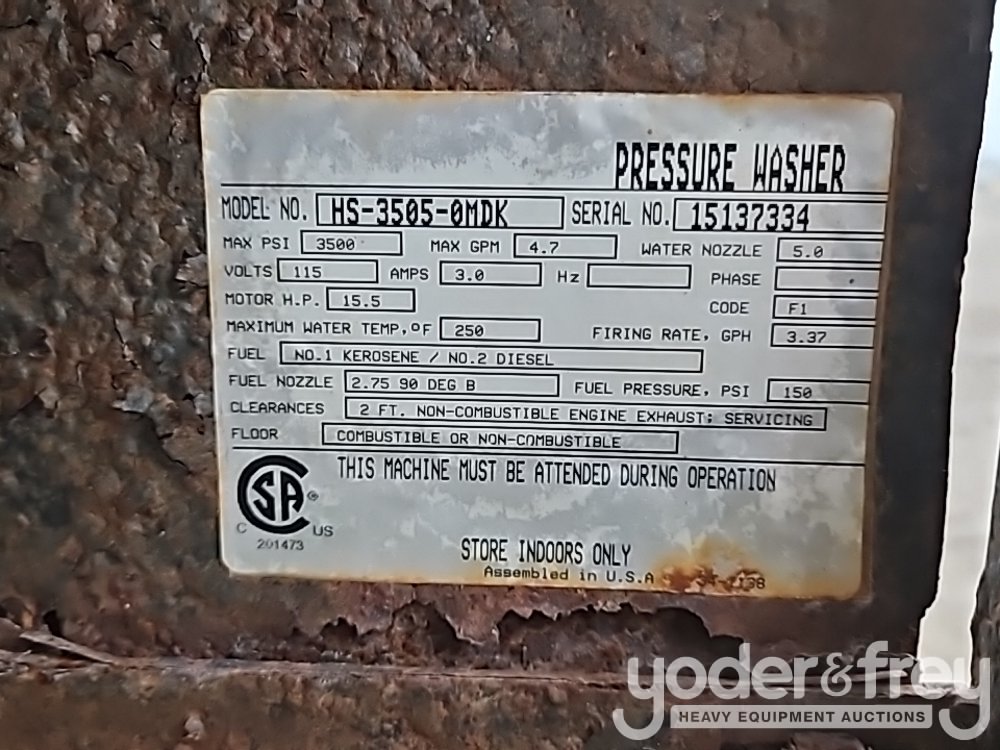 PRESSURE WASHER
MODEL NO. HS-3505-0MDK SERIAL NO. 15137334
MAX PSI 3500 MAX GPM 4.7 WATER NOZZLE 5.0
VOLTS 115 AMPS 3.0 Hz PHASE
MOTOR H.P. 15.5 CODE F1
MAXIMUM WATER TEMP,ºF 250 FIRING RATE, GPH 3.37
FUEL NO.1 KEROSENE / NO.2 DIESEL
FUEL NOZZLE 2.75 90 DEG B FUEL PRESSURE, PSI 150
CLEARANCES 2 FT. NON-COMBUSTIBLE ENGINE EXHAUST; SERVICING
FLOOR COMBUSTIBLE OR NON-COMBUSTIBLE
THIS MACHINE MUST BE ATTENDED DURING OPERATION
CSA ®
C US
201473
STORE INDOORS ONLY
Assembled in U.S.A
yoder&frey
HEAVY EQUIPMENT AUCTIONS